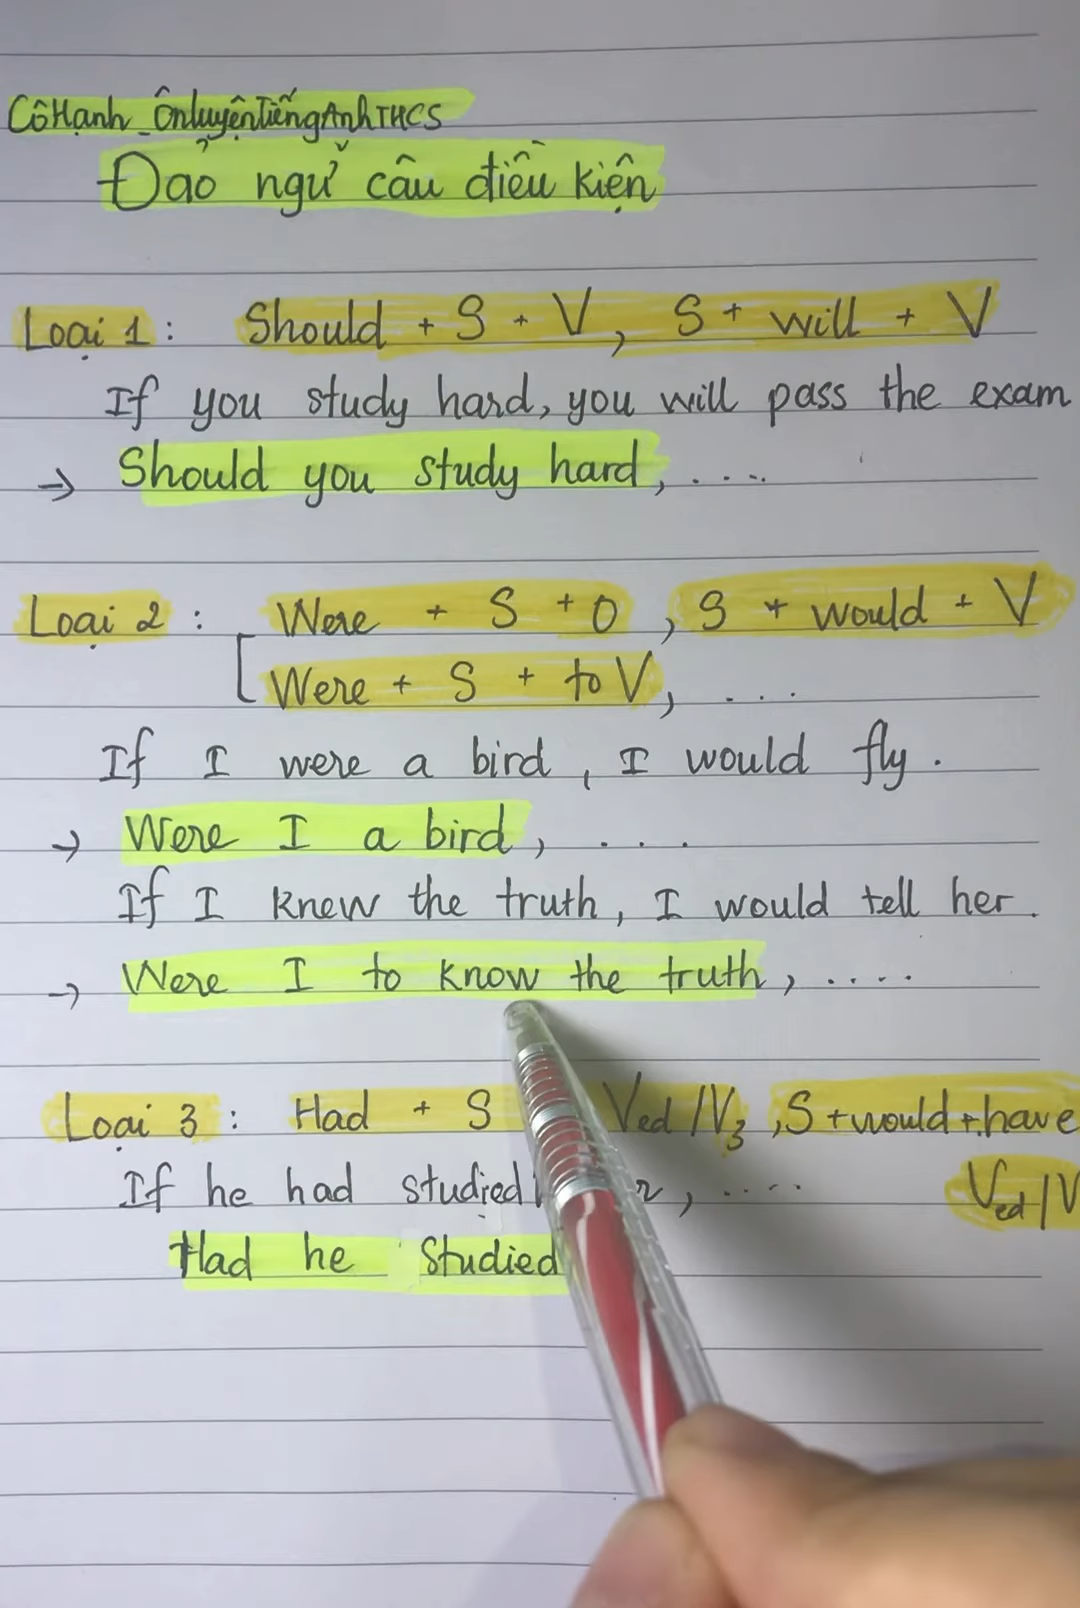 Cô Hạnh_ÔnluyệnTiếngAnhTHCS
Đảo ngữ câu điều kiện
Loại 1 : Should + S + V, S + will + V
If you study hard, you will pass the exam
→ Should you study hard, ....
Loại 2 : Were + S + O, S + would + V
Were + S + to V, ...
If I were a bird, I would fly.
→ Were I a bird, ...
If I knew the truth, I would tell her.
→ Were I to know the truth, ....
Loại 3 : Had + S Ved/V3, S + would + have
If he had studied , .... Ved/V
Had he studied